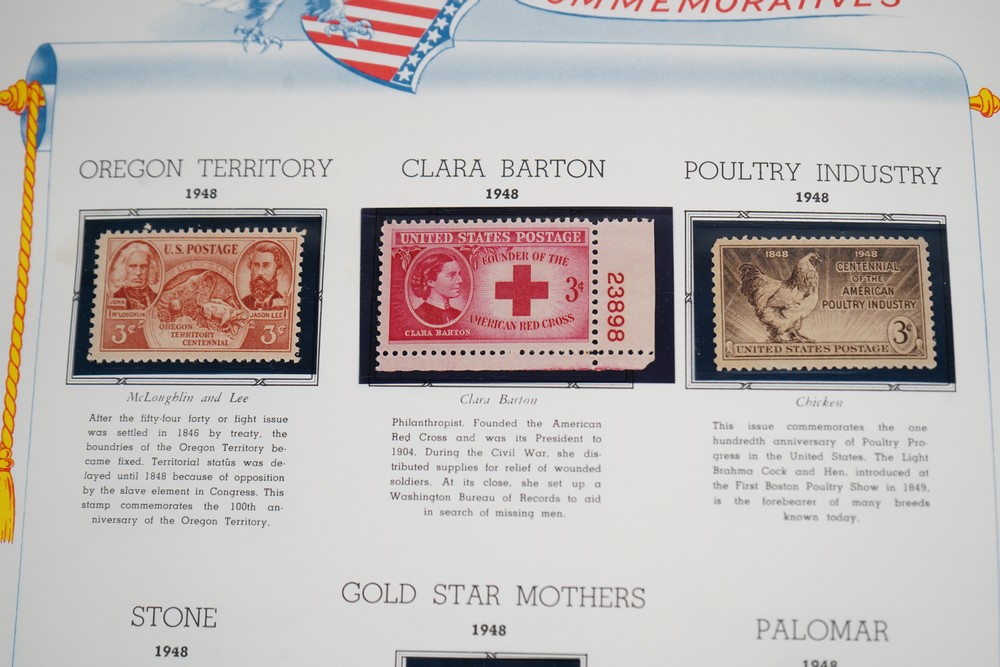 COMMEMORATIVES
OREGON TERRITORY
1948
U.S. POSTAGE
JOHN
McLOUGHLIN
JASON LEE
3¢
OREGON
TERRITORY
CENTENNIAL
3¢
McLoughlin and Lee
After the fifty-four forty or fight issue
was settled in 1846 by treaty, the
boundries of the Oregon Territory be-
came fixed. Territorial status was de-
layed until 1848 because of opposition
by the slave element in Congress. This
stamp commemorates the 100th an-
niversary of the Oregon Territory.
CLARA BARTON
1948
UNITED STATES POSTAGE
FOUNDER OF THE
3¢
AMERICAN RED CROSS
CLARA BARTON
23898
Clara Barton
Philanthropist. Founded the American
Red Cross and was its President to
1904. During the Civil War, she dis-
tributed supplies for relief of wounded
soldiers. At its close, she set up a
Washington Bureau of Records to aid
in search of missing men.
POULTRY INDUSTRY
1948
1848 1948
CENTENNIAL
OF THE
AMERICAN
POULTRY INDUSTRY
3¢
UNITED STATES POSTAGE
Chicken
This issue commemorates the one
hundredth anniversary of Poultry Pro-
gress in the United States. The Light
Brahma Cock and Hen, introduced at
the First Boston Poultry Show in 1849,
is the forebearer of many breeds
known today.
STONE
1948
GOLD STAR MOTHERS
1948
PALOMAR
1948